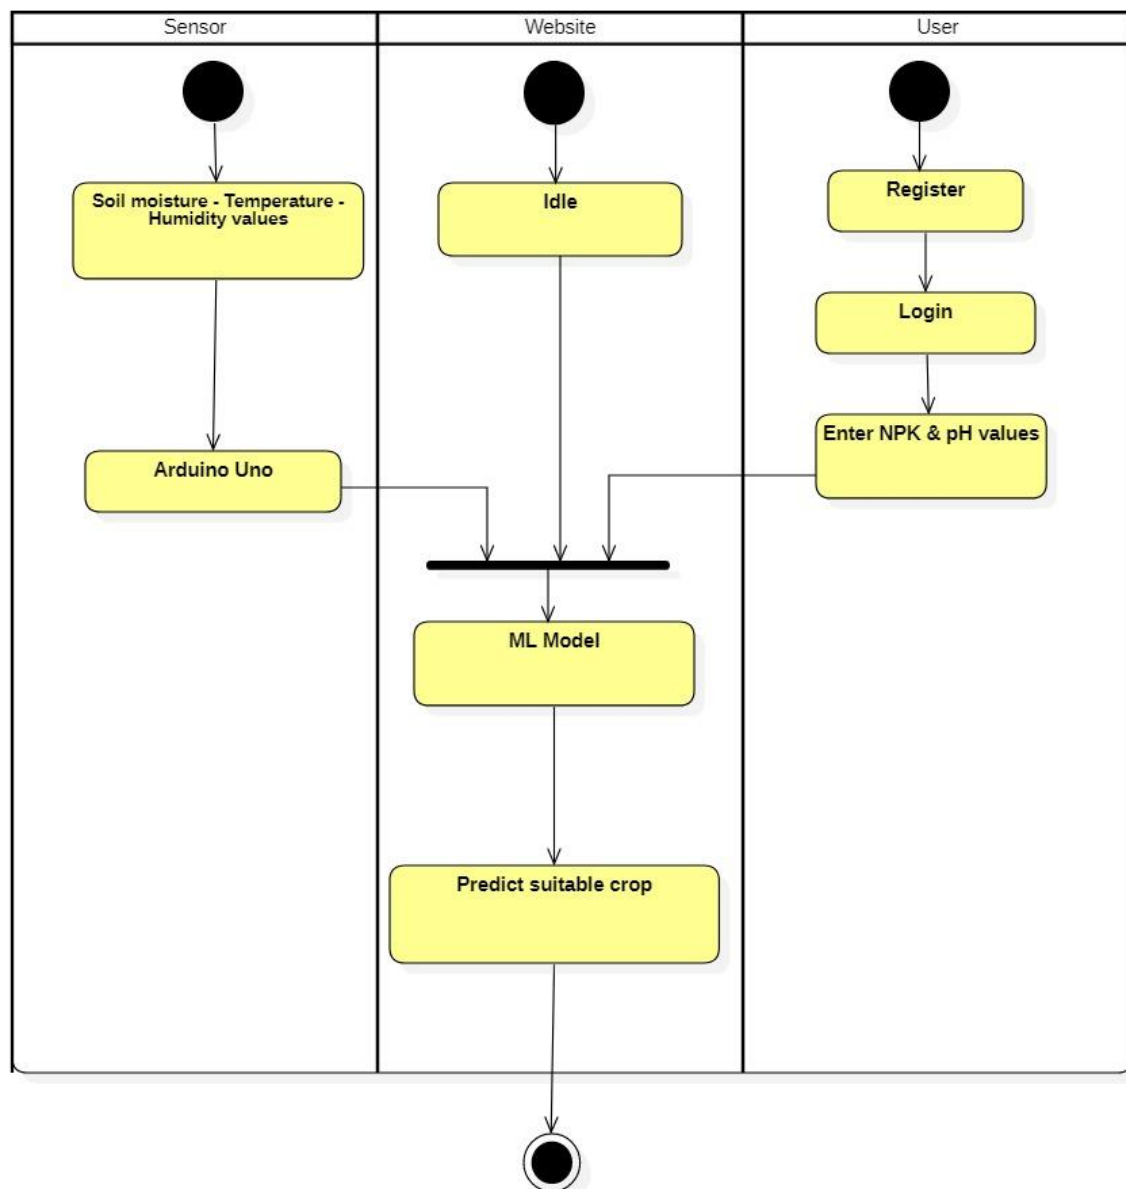 Sensor
Website
User
Soil moisture - Temperature -
Humidity values
Idle
Register
Login
Enter NPK & pH values
Arduino Uno
ML Model
Predict suitable crop